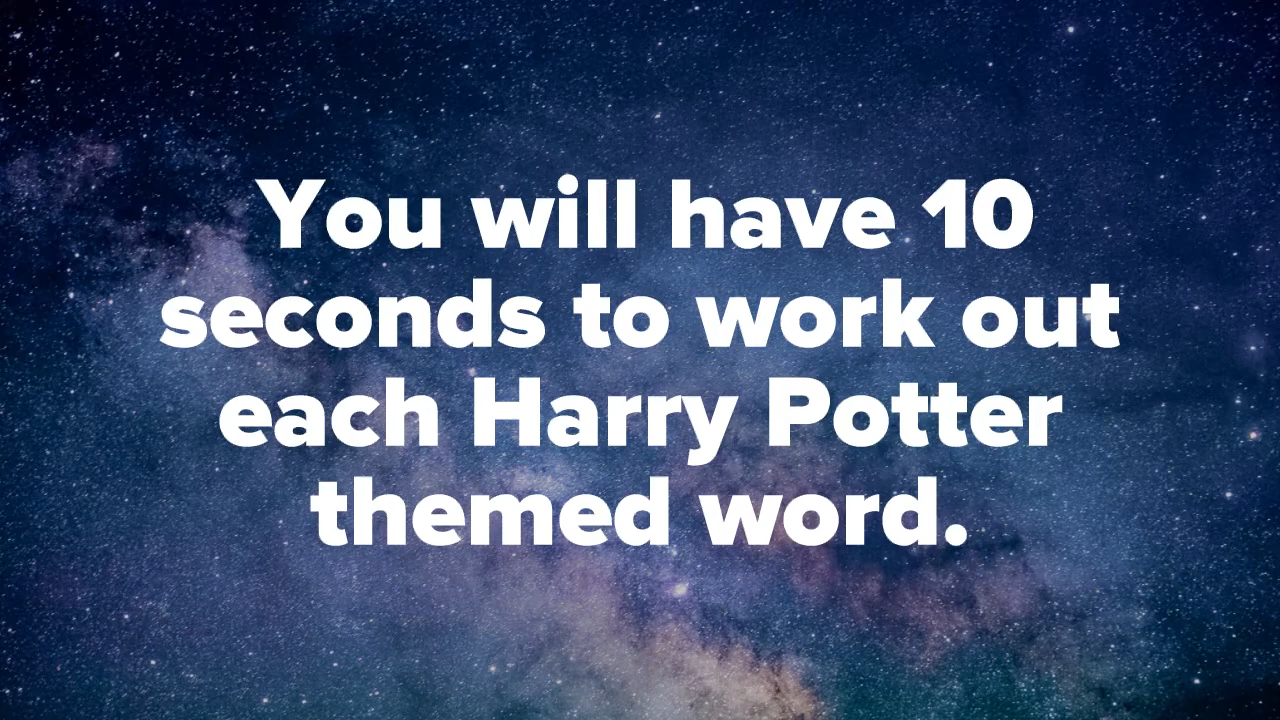 You will have 10
seconds to work out
each Harry Potter
themed word.